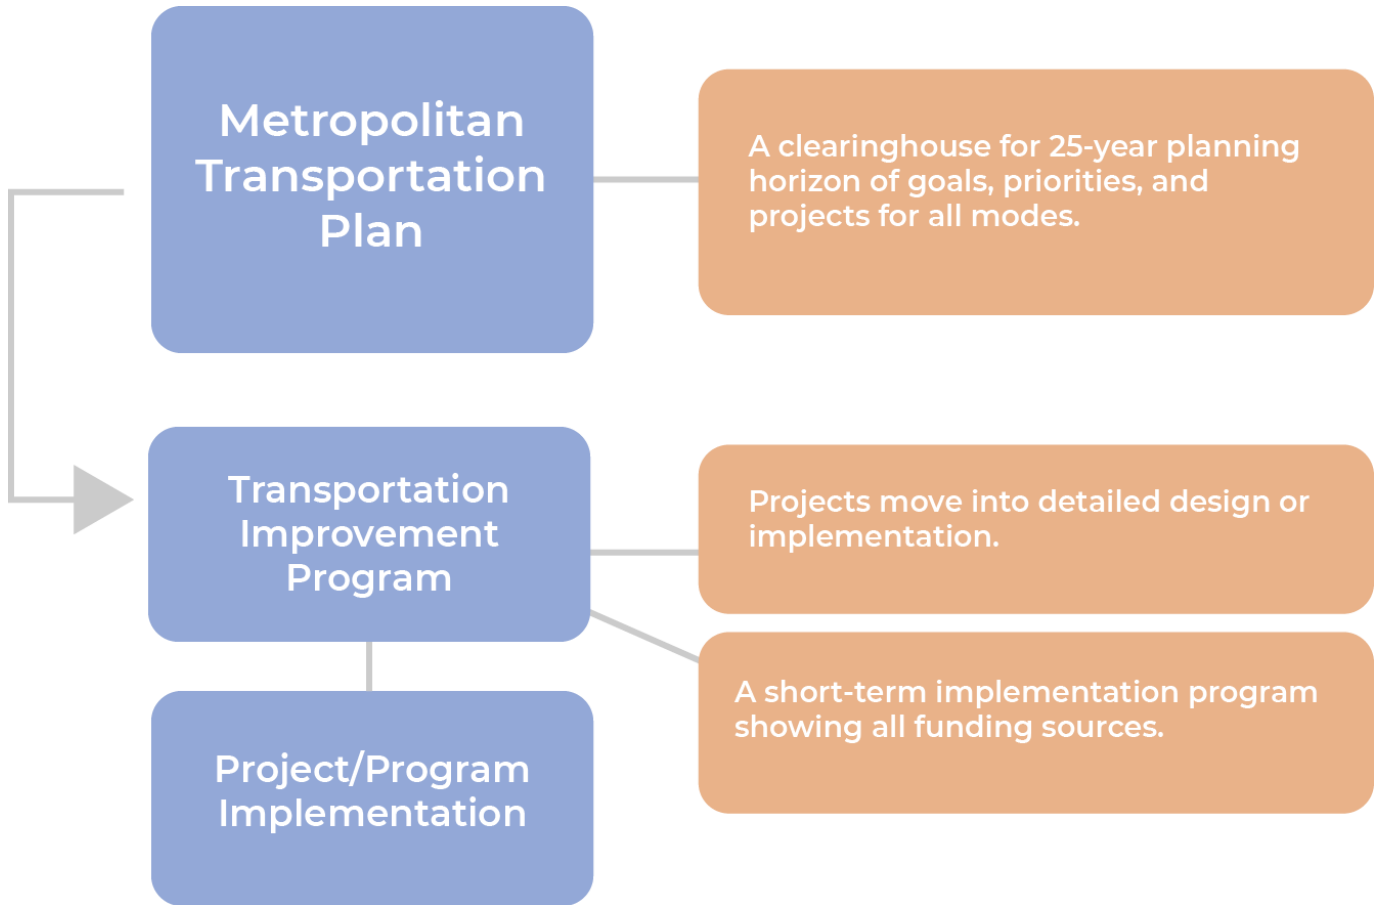 Metropolitan
Transportation
Plan
A clearinghouse for 25-year planning
horizon of goals, priorities, and
projects for all modes.
Transportation
Improvement
Program
Projects move into detailed design or
implementation.
A short-term implementation program
showing all funding sources.
Project/Program
Implementation